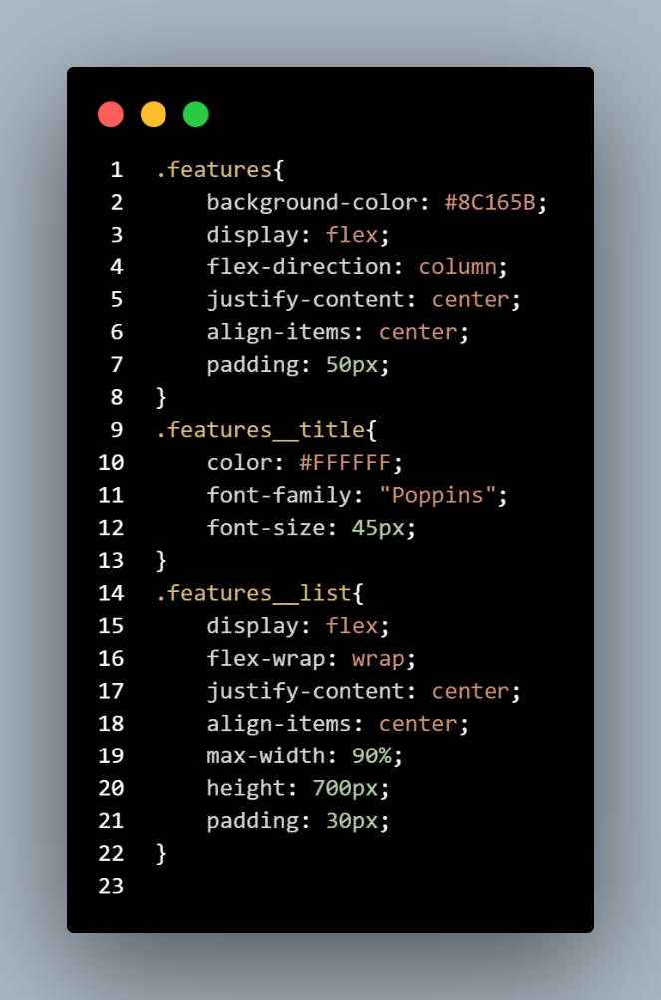 1 .features{
2     background-color: #8C165B;
3     display: flex;
4     flex-direction: column;
5     justify-content: center;
6     align-items: center;
7     padding: 50px;
8 }
9 .features__title{
10     color: #FFFFFF;
11     font-family: "Poppins";
12     font-size: 45px;
13 }
14 .features__list{
15     display: flex;
16     flex-wrap: wrap;
17     justify-content: center;
18     align-items: center;
19     max-width: 90%;
20     height: 700px;
21     padding: 30px;
22 }
23